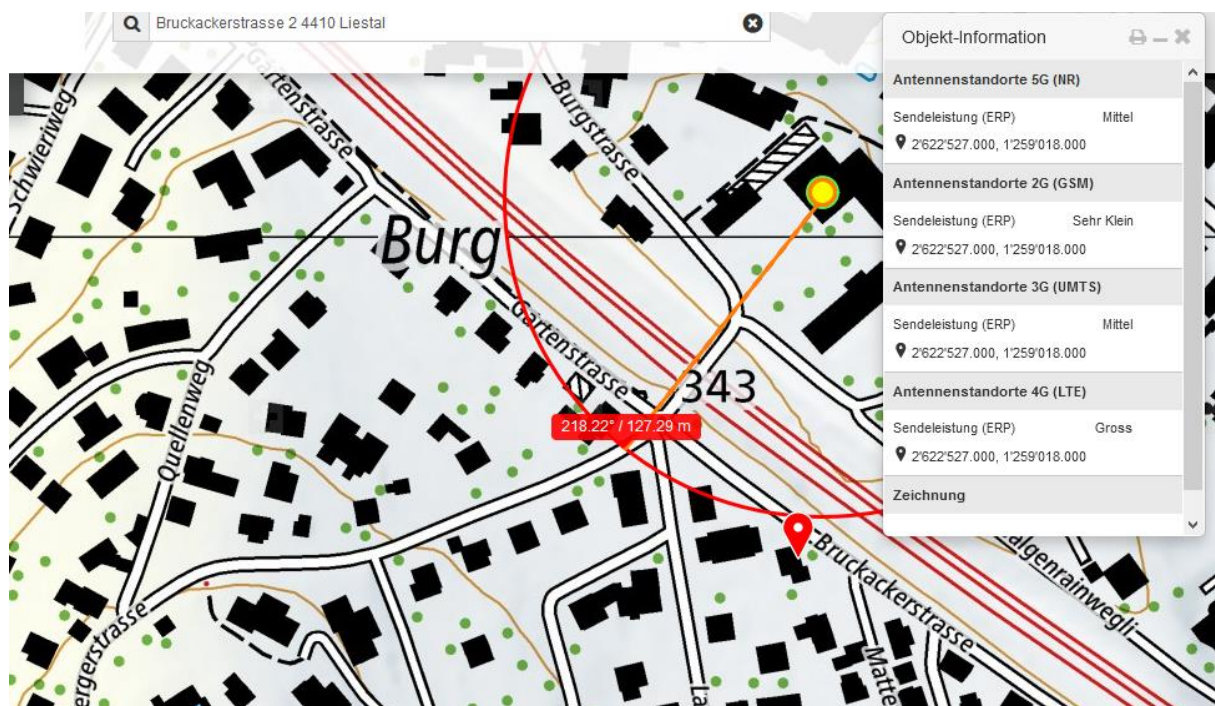 Bruckackerstrasse 2 4410 Liestal
Objekt-Information
Antennenstandorte 5G (NR)
Sendeleistung (ERP) Mittel
2'622'527.000, 1'259'018.000
Antennenstandorte 2G (GSM)
Sendeleistung (ERP) Sehr Klein
2'622'527.000, 1'259'018.000
Antennenstandorte 3G (UMTS)
Sendeleistung (ERP) Mittel
2'622'527.000, 1'259'018.000
Antennenstandorte 4G (LTE)
Sendeleistung (ERP) Gross
2'622'527.000, 1'259'018.000
Zeichnung
Schwieriweg
Gartenstrasse
Burgstrasse
Burg
Gartenstrasse
343
218.22° / 127.29 m
Quellenweg
Bruckackerstrasse
algenrainwegli
ergerstrasse
La
Matte